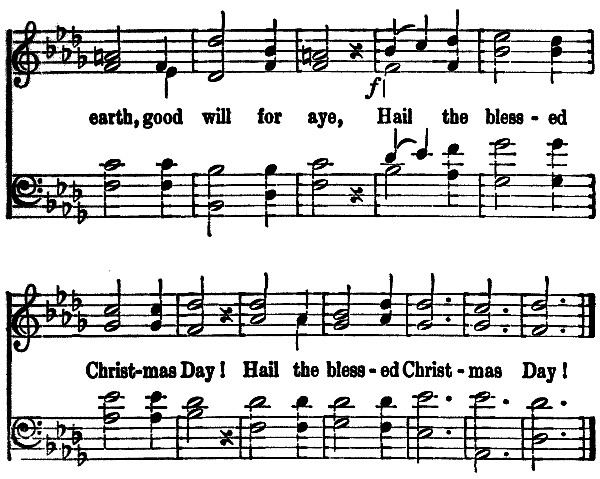 f
earth, good will for aye, Hail the bless - ed
Christ-mas Day! Hail the bless - ed Christ - mas Day!